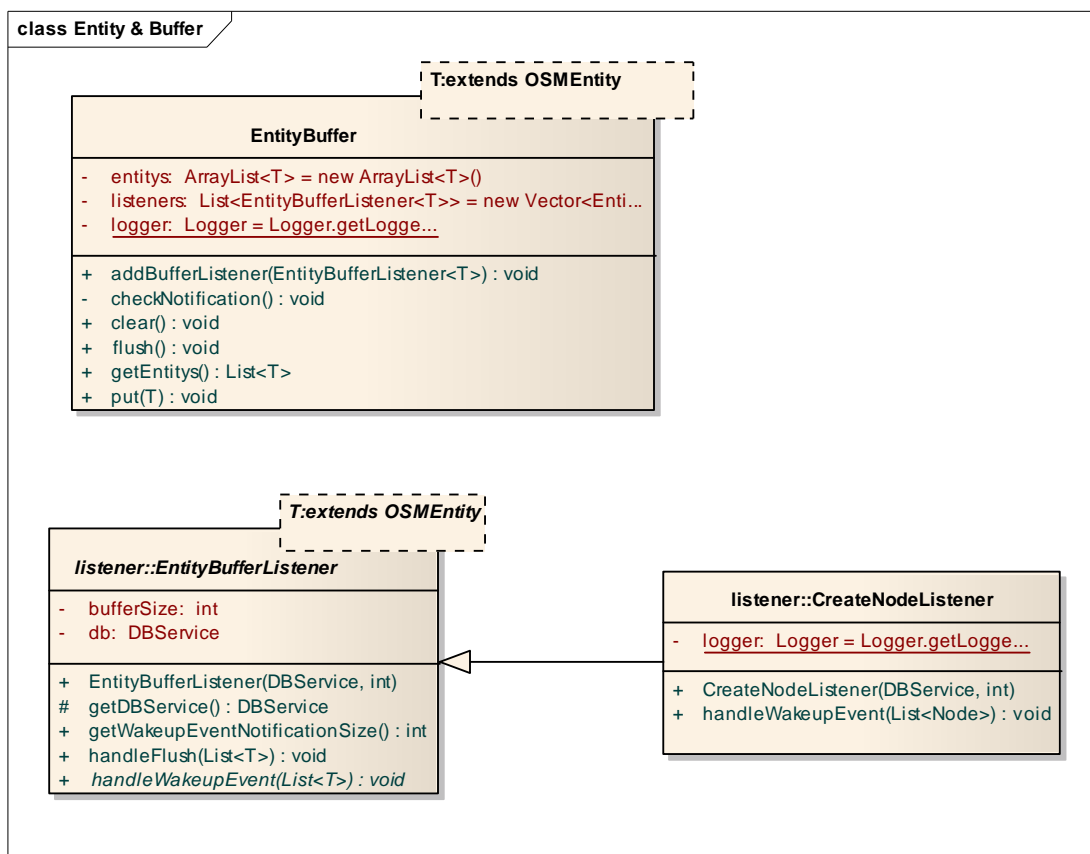 class Entity & Buffer
T:extends OSMEntity
EntityBuffer
- entitys: ArrayList<T> = new ArrayList<T>()
- listeners: List<EntityBufferListener<T>> = new Vector<Enti...
- logger: Logger = Logger.getLogge...
+ addBufferListener(EntityBufferListener<T>) : void
- checkNotification() : void
+ clear() : void
+ flush() : void
+ getEntitys() : List<T>
+ put(T) : void
T:extends OSMEntity
listener::EntityBufferListener
- bufferSize: int
- db: DBService
+ EntityBufferListener(DBService, int)
# getDBService() : DBService
+ getWakeupEventNotificationSize() : int
+ handleFlush(List<T>) : void
+ handleWakeupEvent(List<T>) : void
listener::CreateNodeListener
- logger: Logger = Logger.getLogge...
+ CreateNodeListener(DBService, int)
+ handleWakeupEvent(List<Node>) : void